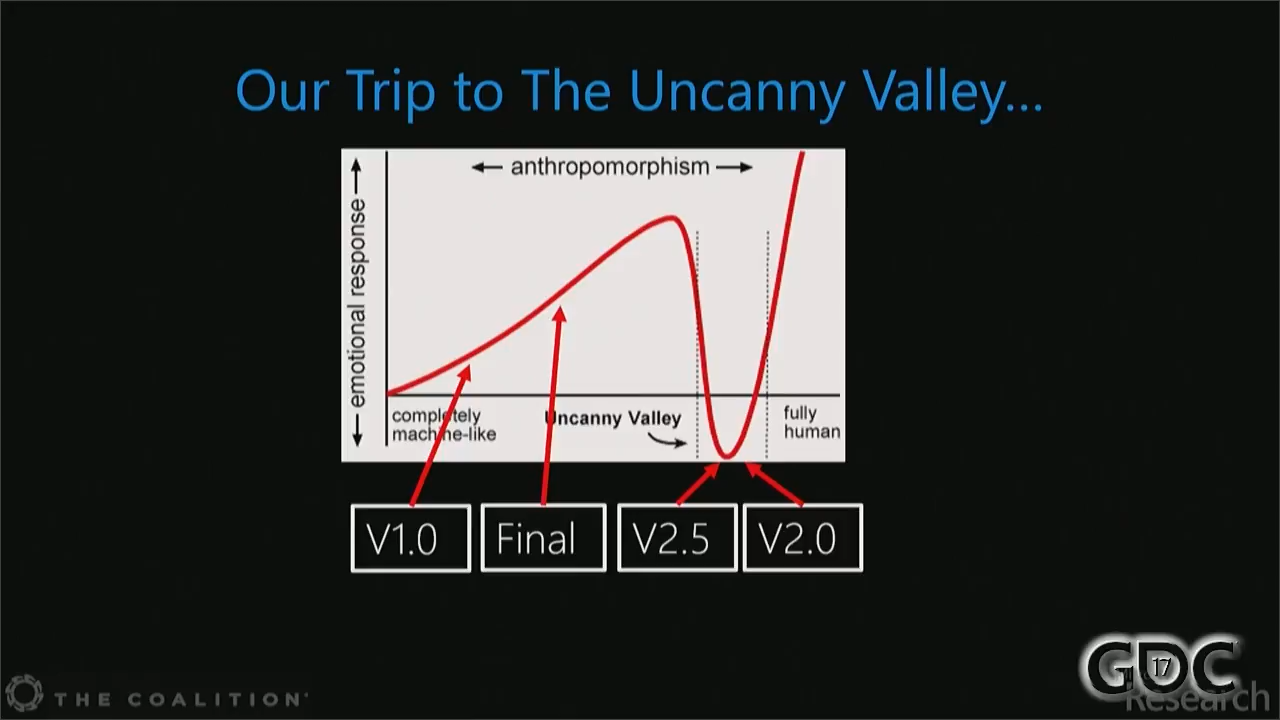 Our Trip to The Uncanny Valley...
← anthropomorphism →
← emotional response →
completely
machine-like
Uncanny Valley
fully
human
V1.0
Final
V2.5
V2.0
THE COALITION
GDC
17
Research